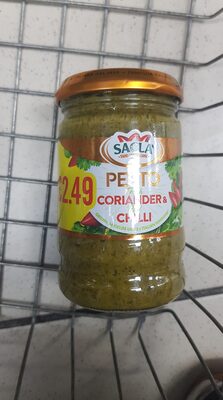 SACLA'
PESTO
£2.49
CORIANDER &
CHILLI